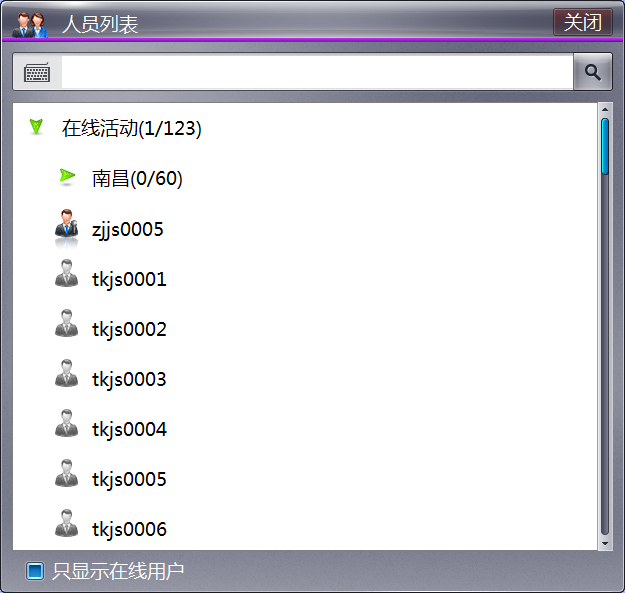 人员列表
关闭
在线活动(1/123)
南昌(0/60)
zjjs0005
tkjs0001
tkjs0002
tkjs0003
tkjs0004
tkjs0005
tkjs0006
只显示在线用户